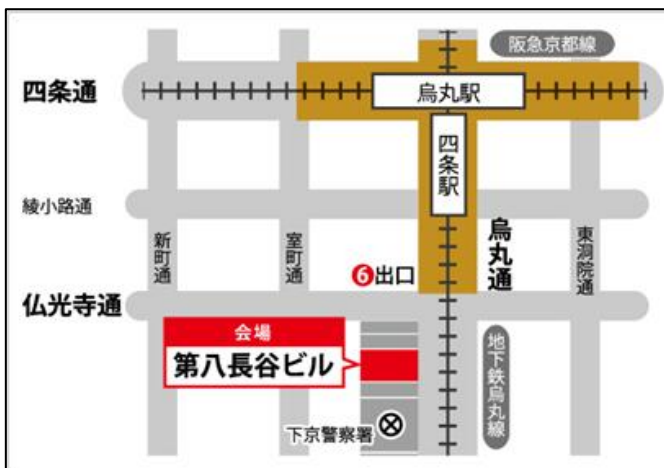 阪急京都線
四条通
烏丸駅
四条駅
綾小路通
新町通
室町通
烏丸通
東洞院通
❻出口
仏光寺通
会場
第八長谷ビル
地下鉄烏丸線
下京警察署